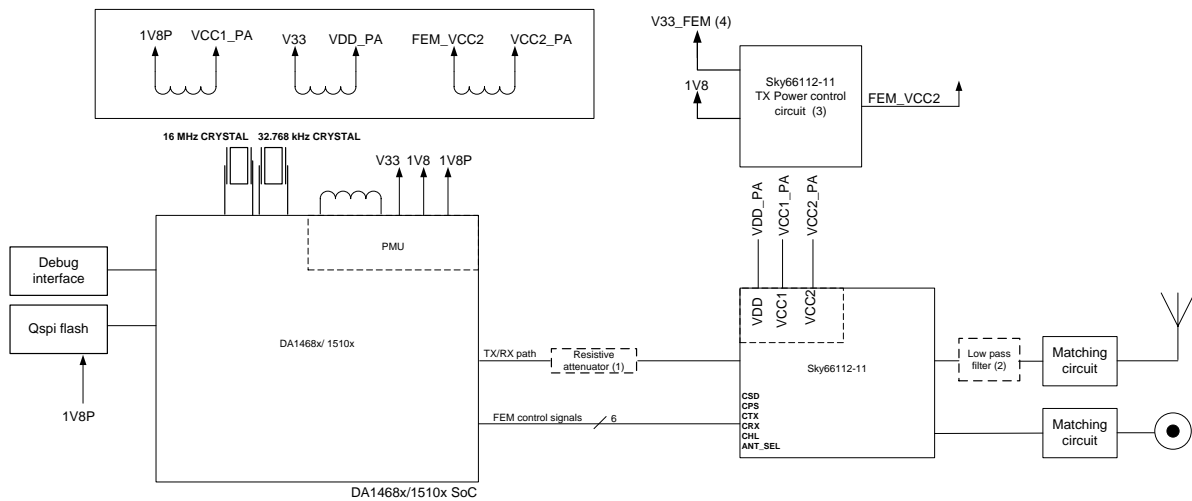 1V8P
VCC1_PA
V33
VDD_PA
FEM_VCC2
VCC2_PA
V33_FEM (4)
1V8
Sky66112-11
TX Power control
circuit (3)
FEM_VCC2
16 MHz CRYSTAL
32.768 kHz CRYSTAL
V33
1V8
1V8P
PMU
VDD_PA
VCC1_PA
VCC2_PA
Debug
interface
Qspi flash
1V8P
DA1468x/ 1510x
TX/RX path
Resistive
attenuator (1)
FEM control signals
6
VDD
VCC1
VCC2
Sky66112-11
CSD
CPS
CTX
CRX
CHL
ANT_SEL
Low pass
filter (2)
Matching
circuit
Matching
circuit
DA1468x/1510x SoC